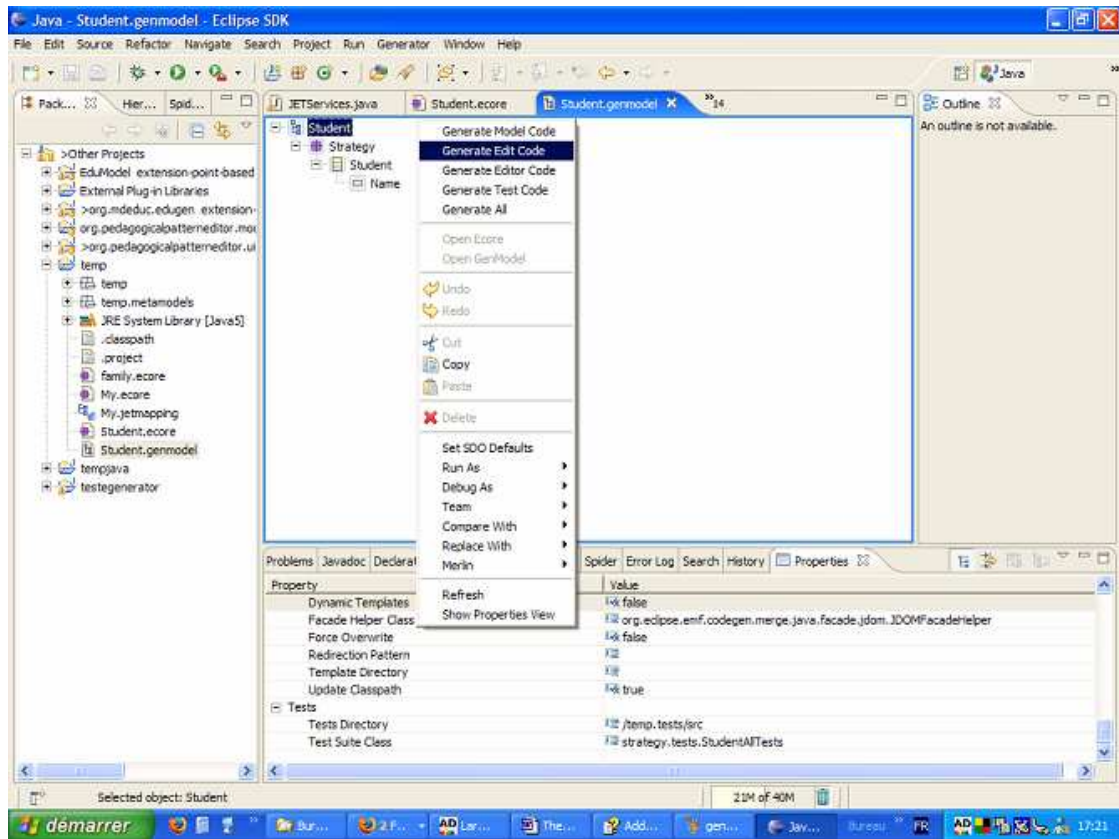 Java - Student.genmodel - Eclipse SDK
File Edit Source Refactor Navigate Search Project Run Generator Window Help
Java
Pack... Hier... Spid...
JETServices.java Student.ecore Student.genmodel 14
Outline
An outline is not available.
>Other Projects
EduModel extension-point-based
External Plug-in Libraries
>org.mdeduc.edugen extension-
org.pedagogicalpatterneditor.mo
>org.pedagogicalpatterneditor.ui
temp
temp
temp.metamodels
JRE System Library [Java5]
.classpath
.project
family.ecore
My.ecore
My.jetmapping
Student.ecore
Student.genmodel
tempjava
testegenerator
Student
Strategy
Student
Name
Generate Model Code
Generate Edit Code
Generate Editor Code
Generate Test Code
Generate All
Open Ecore
Open GenModel
Undo
Redo
Cut
Copy
Paste
Delete
Set SDO Defaults
Run As
Debug As
Team
Compare With
Replace With
Merlin
Refresh
Show Properties View
Problems Javadoc Declarat Spider Error Log Search History Properties
Property Value
Dynamic Templates false
Facade Helper Class org.eclipse.emf.codegen.merge.java.facade.jdom.JDOMFacadeHelper
Force Overwrite false
Redirection Pattern
Template Directory
Update Classpath true
Tests
Tests Directory /temp.tests/src
Test Suite Class strategy.tests.StudentAllTests
Selected object: Student
21M of 40M
démarrer Bur... 2 F... Lar... The... Add... gen... Jav... Bureau FR 17:21